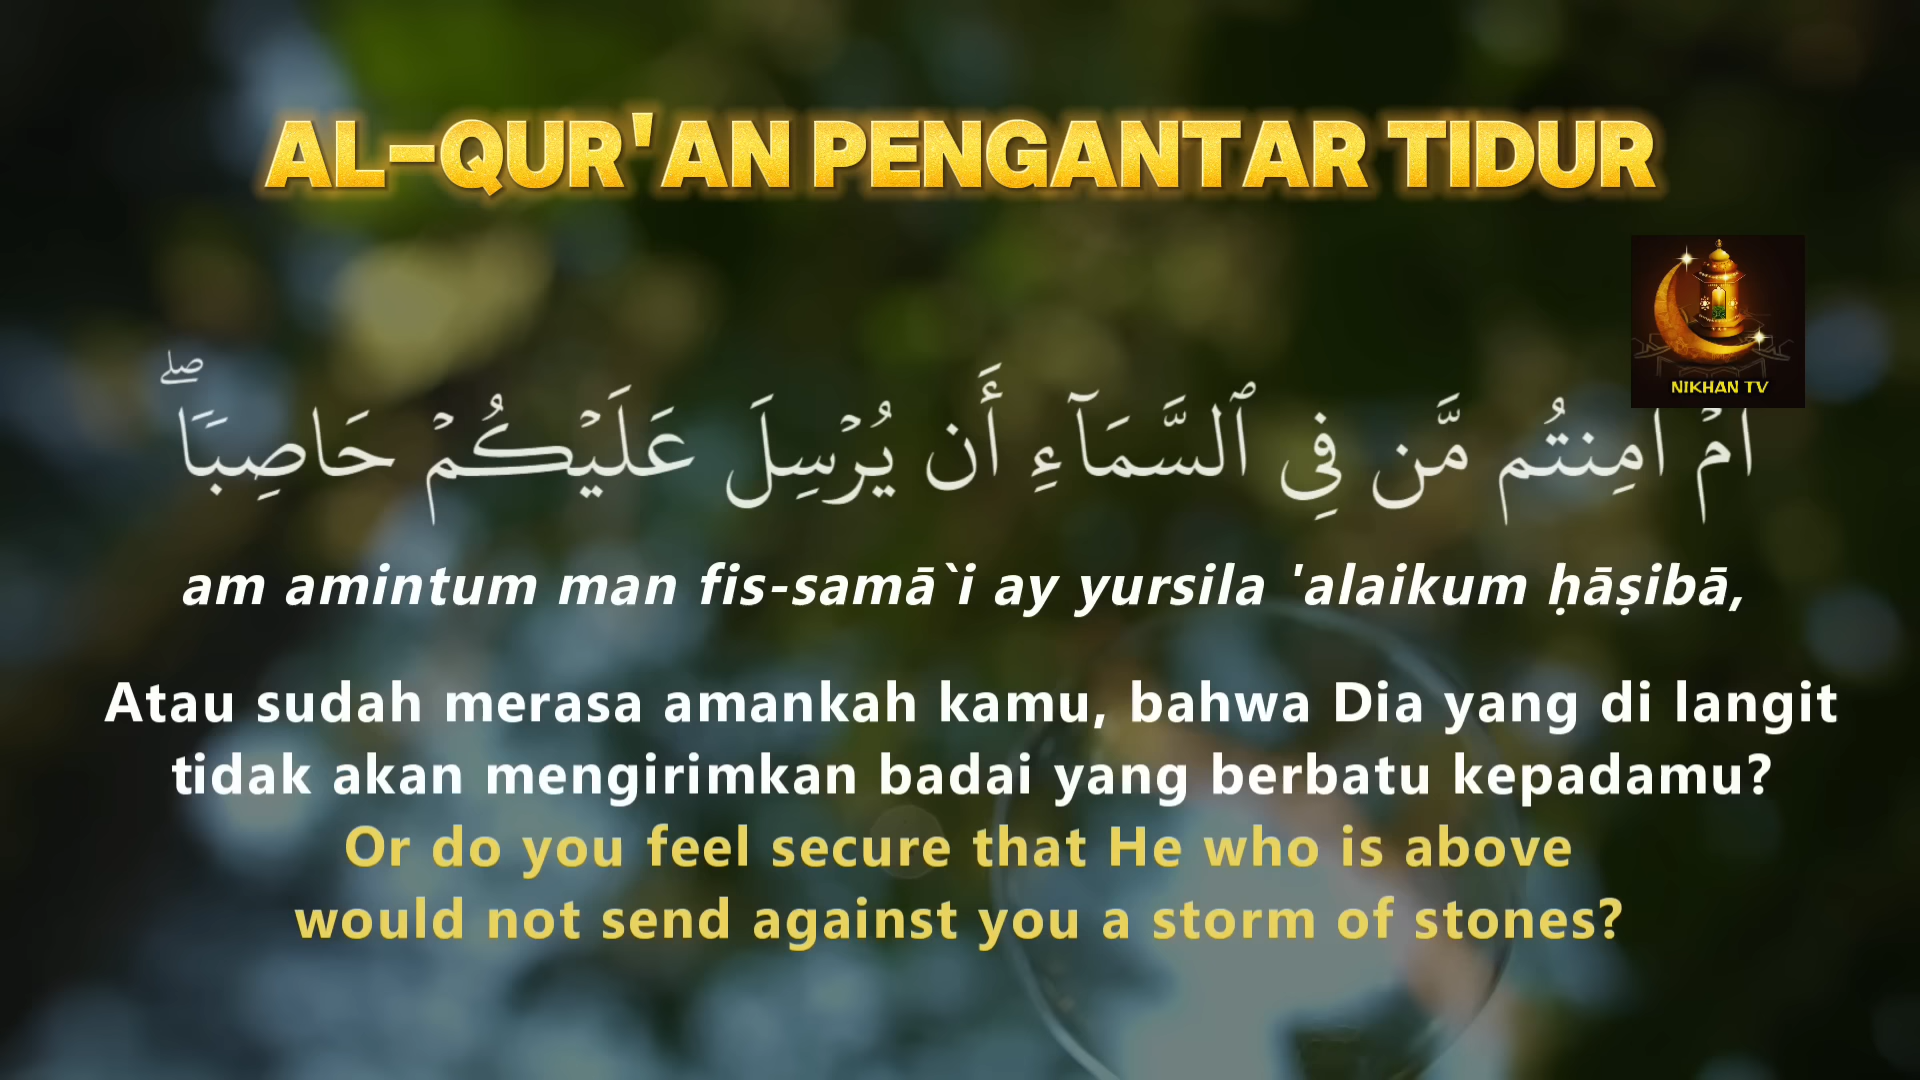 AL-QUR'AN PENGANTAR TIDUR
NIKHAN TV
أَمْ أَمِنتُم مَّن فِى ٱلسَّمَآءِ أَن يُرْسِلَ عَلَيْكُمْ حَاصِبًا ۖ
am amintum man fis-samā`i ay yursila 'alaikum ḥāṣibā,
Atau sudah merasa amankah kamu, bahwa Dia yang di langit
tidak akan mengirimkan badai yang berbatu kepadamu?
Or do you feel secure that He who is above
would not send against you a storm of stones?